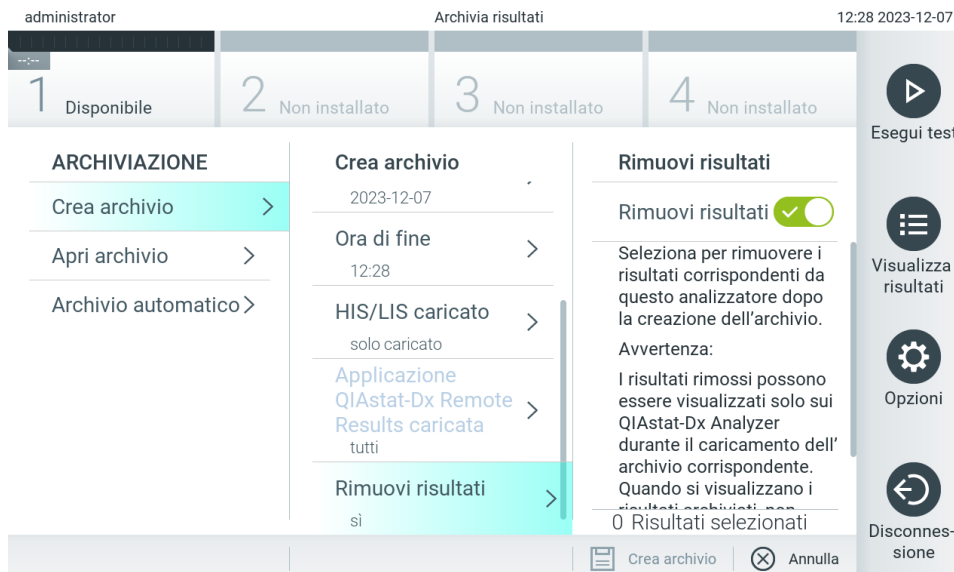 administrator
Archivia risultati
12:28 2023-12-07
--:--
1 Disponibile
2 Non installato
3 Non installato
4 Non installato
ARCHIVIAZIONE
Crea archivio
Apri archivio
Archivio automatico
Crea archivio
2023-12-07
Ora di fine
12:28
HIS/LIS caricato
solo caricato
Applicazione
QIAstat-Dx Remote
Results caricata
tutti
Rimuovi risultati
sì
Rimuovi risultati
Rimuovi risultati
Seleziona per rimuovere i
risultati corrispondenti da
questo analizzatore dopo
la creazione dell'archivio.
Avvertenza:
I risultati rimossi possono
essere visualizzati solo sui
QIAstat-Dx Analyzer
durante il caricamento dell'
archivio corrispondente.
Quando si visualizzano i
risultati archiviati, non
0 Risultati selezionati
Esegui test
Visualizza
risultati
Opzioni
Disconnes-
sione
Crea archivio
Annulla